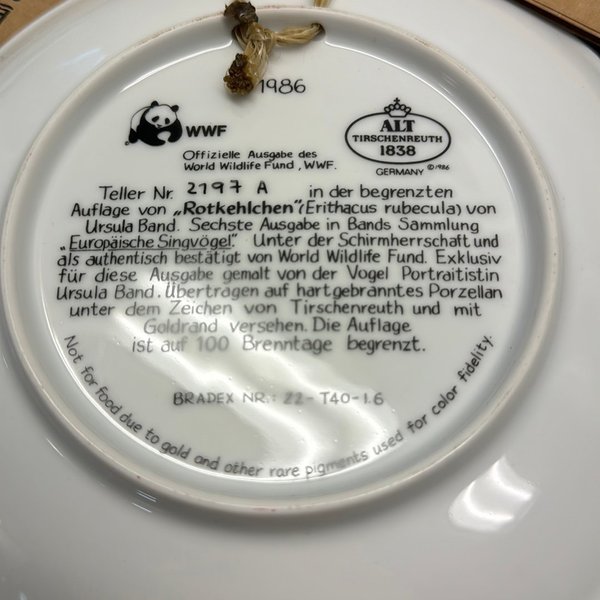 1986
WWF
Offizielle Ausgabe des
World Wildlife Fund, WWF.
ALT
TIRSCHENREUTH
1838
GERMANY ©1986
Teller Nr. 2197 A in der begrenzten
Auflage von „Rotkehlchen“(Erithacus rubecula) von
Ursula Band. Sechste Ausgabe in Bands Sammlung
„Europäische Singvögel“. Unter der Schirmherrschaft und
als authentisch bestätigt von World Wildlife Fund. Exklusiv
für diese Ausgabe gemalt von der Vogel Portraitistin
Ursula Band. Übertragen auf hartgebranntes Porzellan
unter dem Zeichen von Tirschenreuth und mit
Goldrand versehen. Die Auflage
ist auf 100 Brenntage begrenzt.
BRADEX NR.: 22-T40-1.6
Not for food due to gold and other rare pigments used for color fidelity.